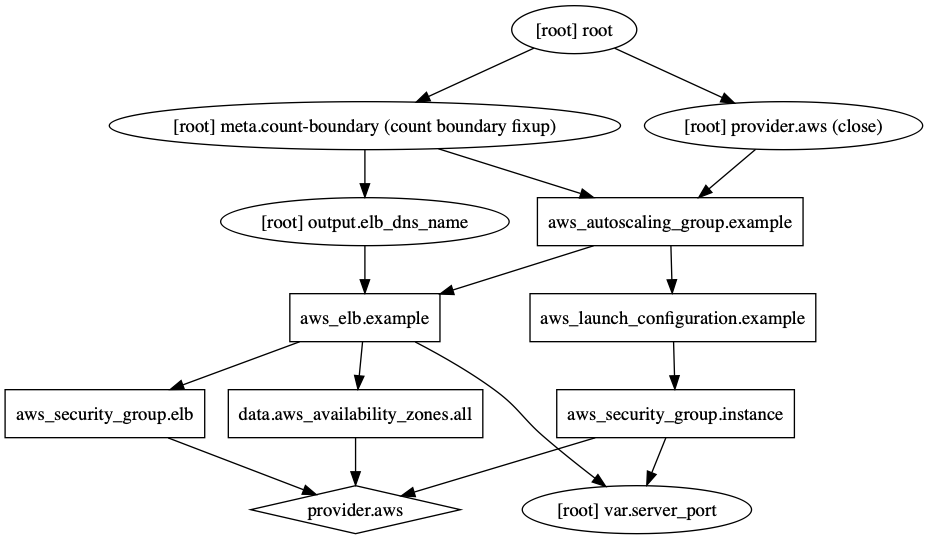 [root] root
[root] meta.count-boundary (count boundary fixup)
[root] provider.aws (close)
[root] output.elb_dns_name
aws_autoscaling_group.example
aws_elb.example
aws_launch_configuration.example
aws_security_group.elb
data.aws_availability_zones.all
aws_security_group.instance
provider.aws
[root] var.server_port